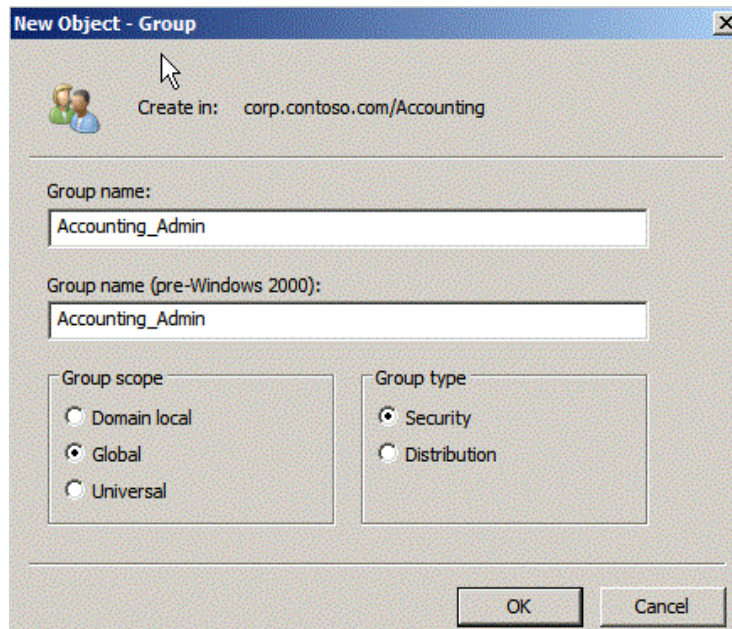 New Object - Group
Create in: corp.contoso.com/Accounting
Group name:
Accounting_Admin
Group name (pre-Windows 2000):
Accounting_Admin
Group scope
Domain local
Global
Universal
Group type
Security
Distribution
OK
Cancel